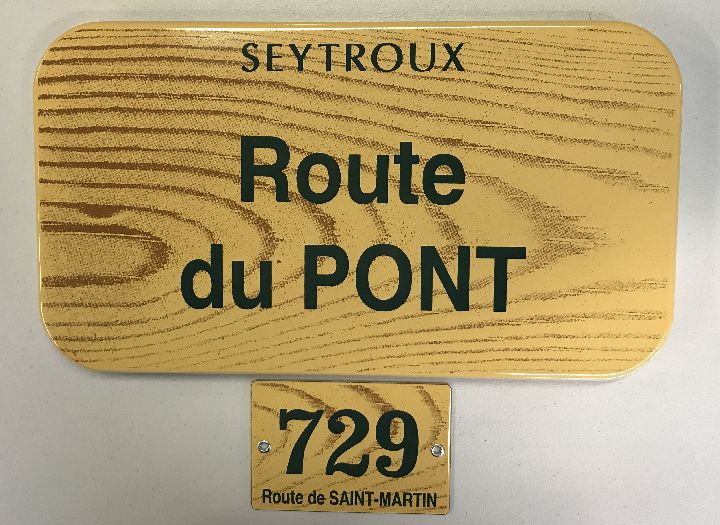 SEYTROUX
Route
du PONT
729
Route de SAINT-MARTIN